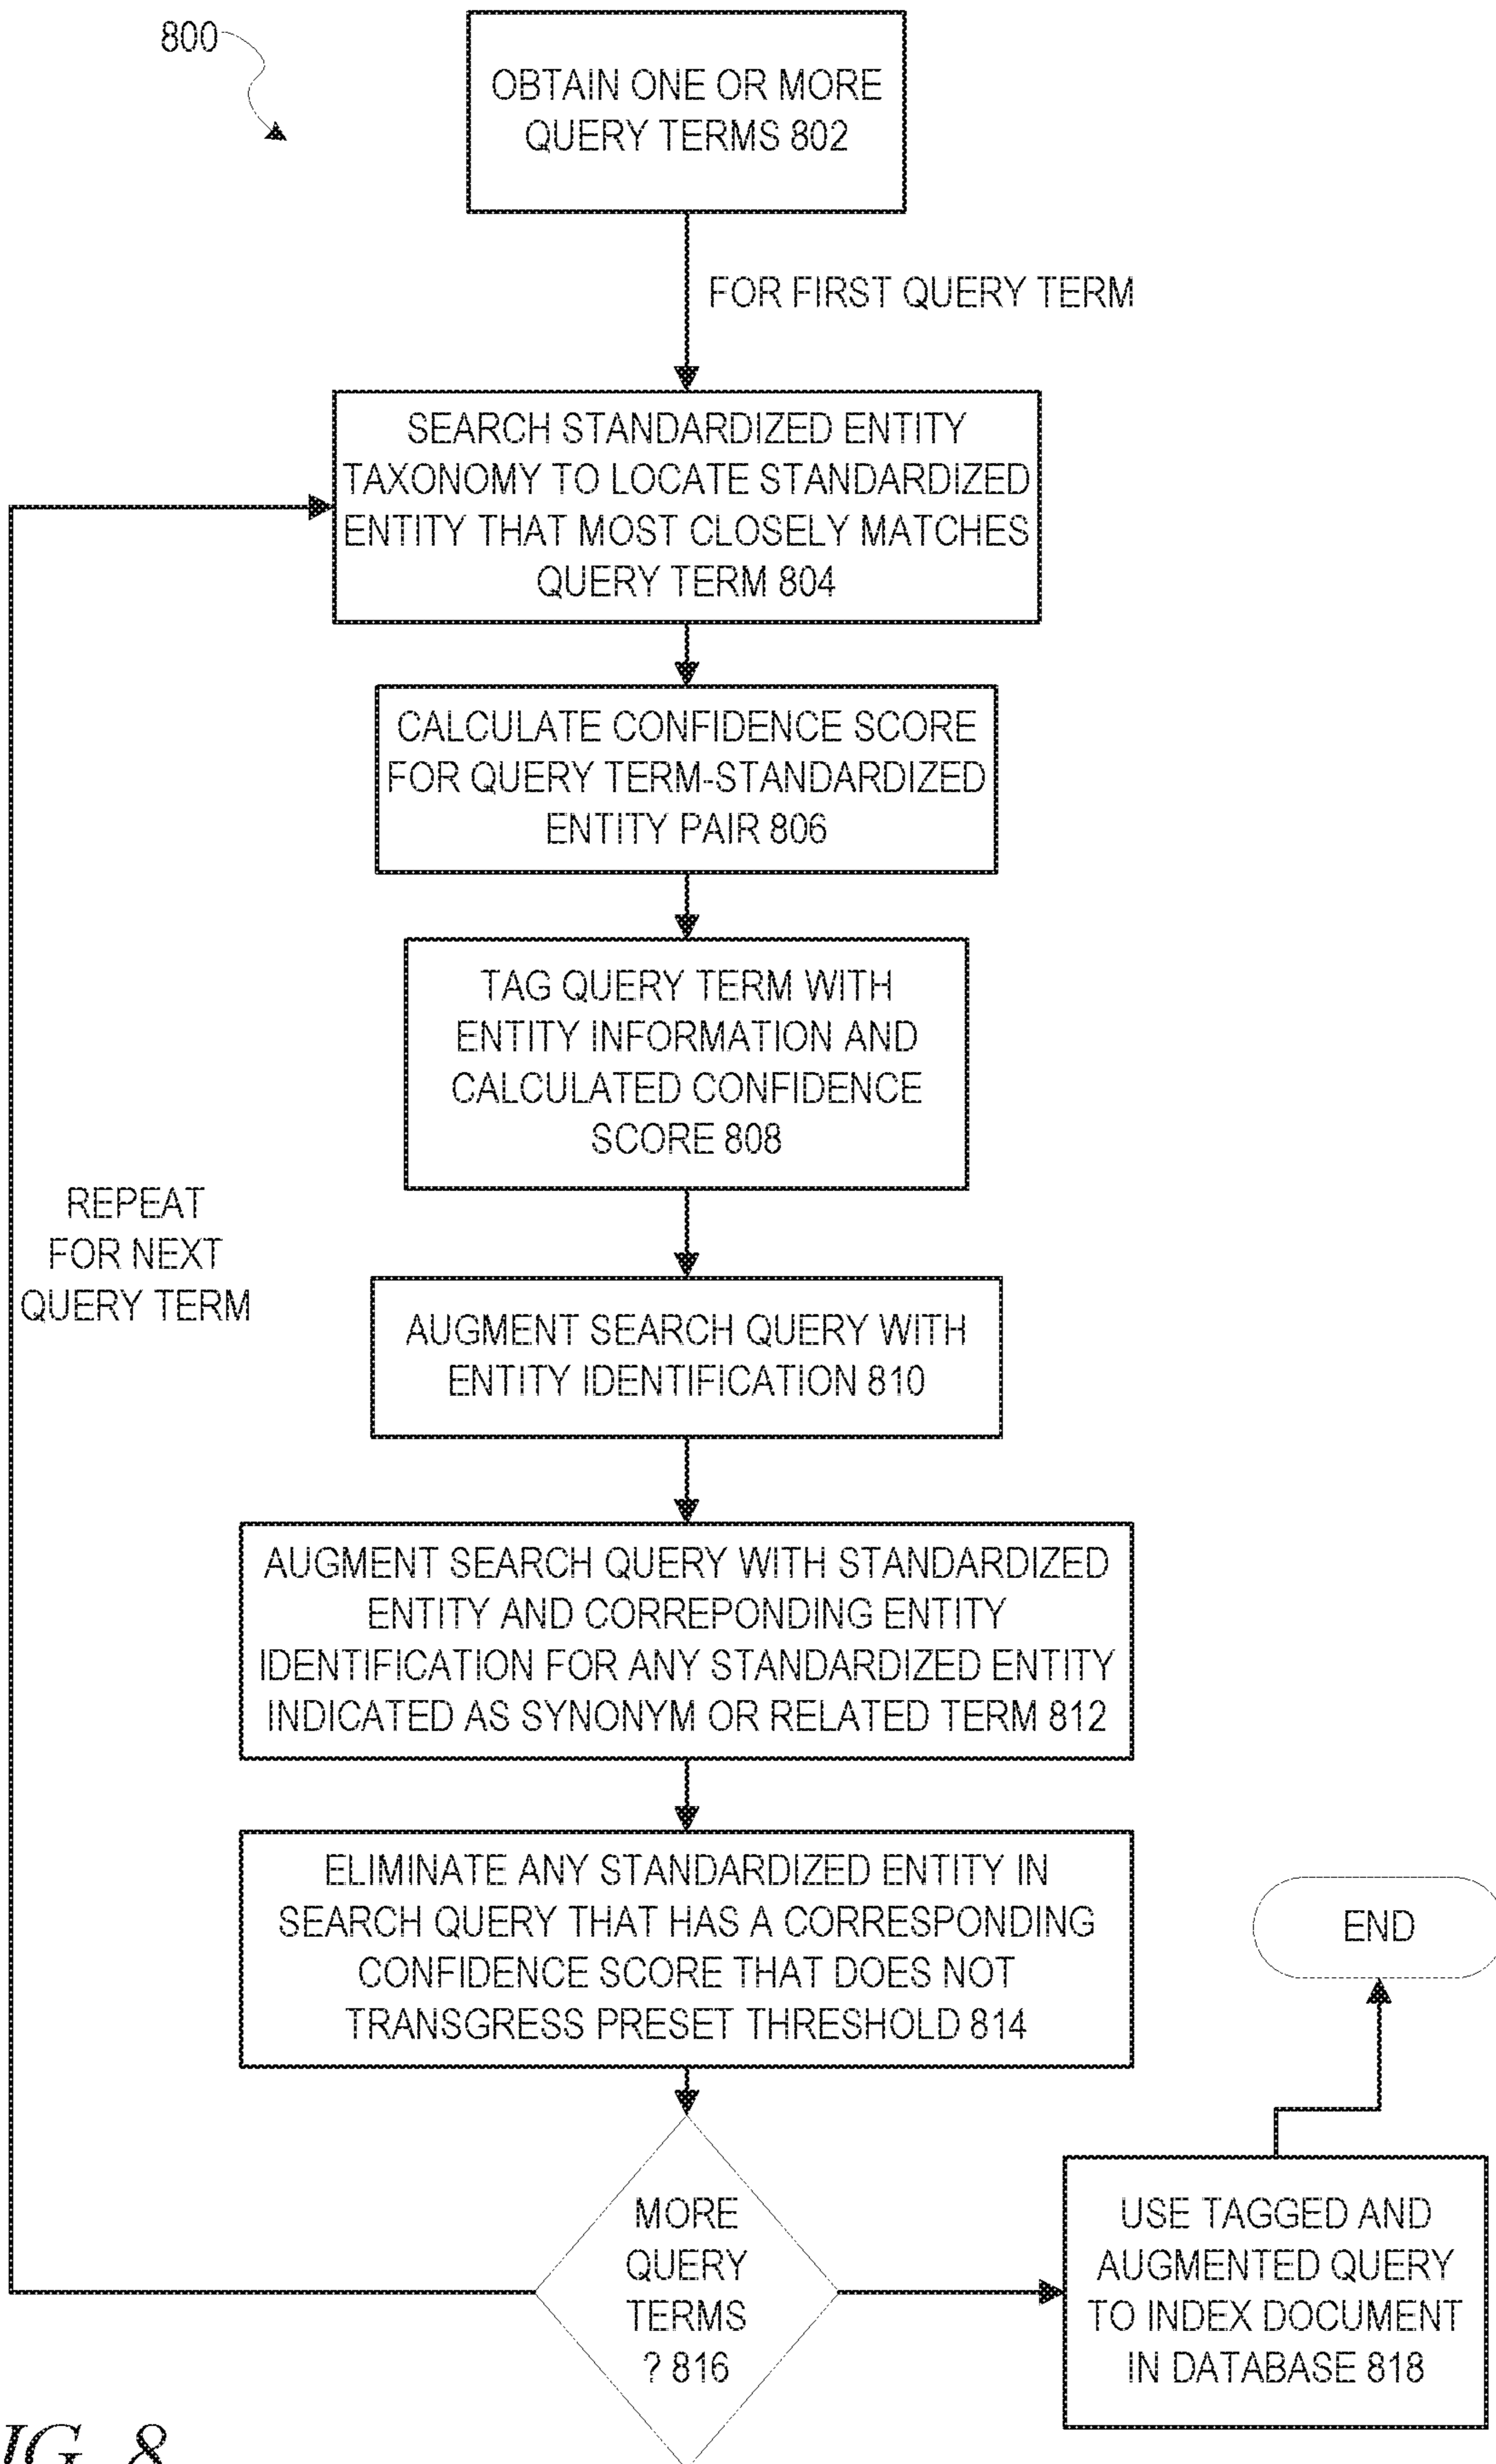 800
OBTAIN ONE OR MORE
QUERY TERMS 802
FOR FIRST QUERY TERM
SEARCH STANDARDIZED ENTITY
TAXONOMY TO LOCATE STANDARDIZED
ENTITY THAT MOST CLOSELY MATCHES
QUERY TERM 804
CALCULATE CONFIDENCE SCORE
FOR QUERY TERM-STANDARDIZED
ENTITY PAIR 806
TAG QUERY TERM WITH
ENTITY INFORMATION AND
CALCULATED CONFIDENCE
SCORE 808
REPEAT
FOR NEXT
QUERY TERM
AUGMENT SEARCH QUERY WITH
ENTITY IDENTIFICATION 810
AUGMENT SEARCH QUERY WITH STANDARDIZED
ENTITY AND CORREPONDING ENTITY
IDENTIFICATION FOR ANY STANDARDIZED ENTITY
INDICATED AS SYNONYM OR RELATED TERM 812
ELIMINATE ANY STANDARDIZED ENTITY IN
SEARCH QUERY THAT HAS A CORRESPONDING
CONFIDENCE SCORE THAT DOES NOT
TRANSGRESS PRESET THRESHOLD 814
END
MORE
QUERY
TERMS
? 816
USE TAGGED AND
AUGMENTED QUERY
TO INDEX DOCUMENT
IN DATABASE 818
IG. 8